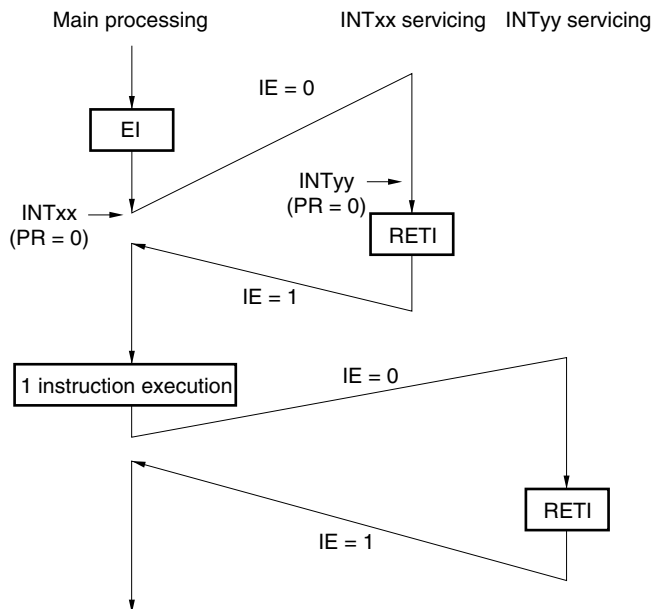 Main processing
INTxx servicing
INTyy servicing
IE = 0
EI
INTyy
(PR = 0)
INTxx
(PR = 0)
RETI
IE = 1
1 instruction execution
IE = 0
RETI
IE = 1